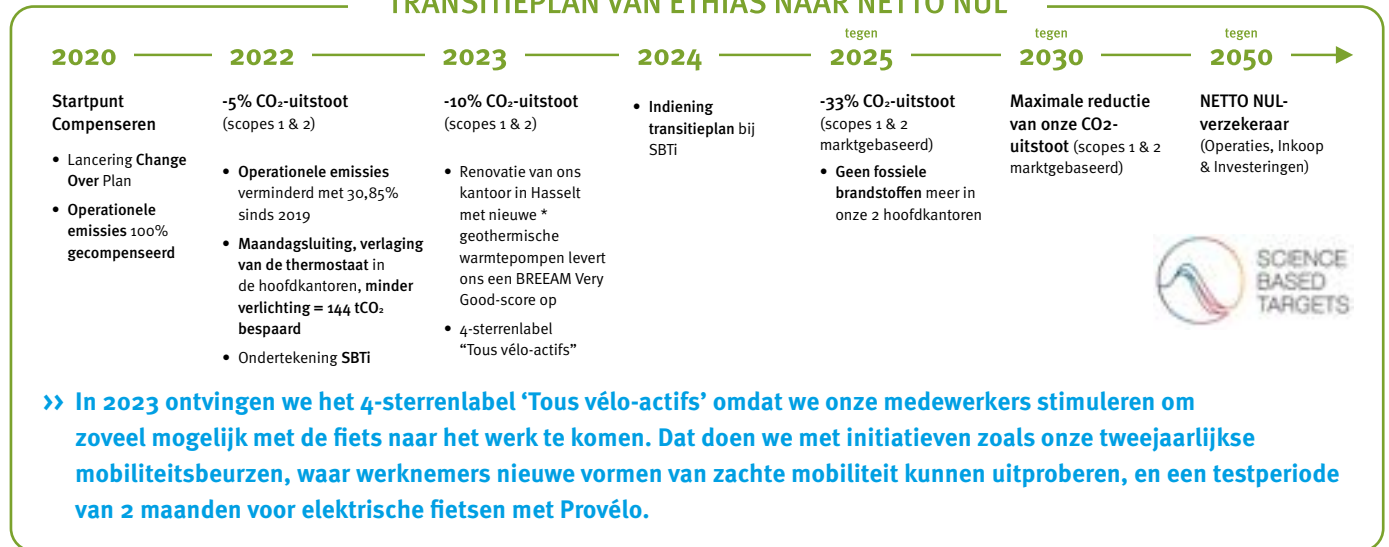 TRANSITIEPLAN VAN ETHIAS NAAR NETTO NUL
2020
2022
2023
2024
tegen
2025
tegen
2030
tegen
2050
Startpunt
Compenseren
• Lancering Change
Over Plan
• Operationele
emissies 100%
gecompenseerd
-5% CO₂-uitstoot
(scopes 1 & 2)
• Operationele emissies
verminderd met 30,85%
sinds 2019
• Maandagsluiting, verlaging
van de thermostaat in
de hoofdkantoren, minder
verlichting = 144 tCO₂
bespaard
• Ondertekening SBTi
-10% CO₂-uitstoot
(scopes 1 & 2)
• Renovatie van ons
kantoor in Hasselt
met nieuwe *
geothermische
warmtepompen levert
ons een BREEAM Very
Good-score op
• 4-sterrenlabel
“Tous vélo-actifs”
• Indiening
transitieplan bij
SBTi
-33% CO₂-uitstoot
(scopes 1 & 2
marktgebaseerd)
• Geen fossiele
brandstoffen meer in
onze 2 hoofdkantoren
Maximale reductie
van onze CO2-
uitstoot (scopes 1 & 2
marktgebaseerd)
NETTO NUL-
verzekeraar
(Operaties, Inkoop
& Investeringen)
SCIENCE
BASED
TARGETS
>> In 2023 ontvingen we het 4-sterrenlabel ‘Tous vélo-actifs’ omdat we onze medewerkers stimuleren om
zoveel mogelijk met de fiets naar het werk te komen. Dat doen we met initiatieven zoals onze tweejaarlijkse
mobiliteitsbeurzen, waar werknemers nieuwe vormen van zachte mobiliteit kunnen uitproberen, en een testperiode
van 2 maanden voor elektrische fietsen met Provélo.